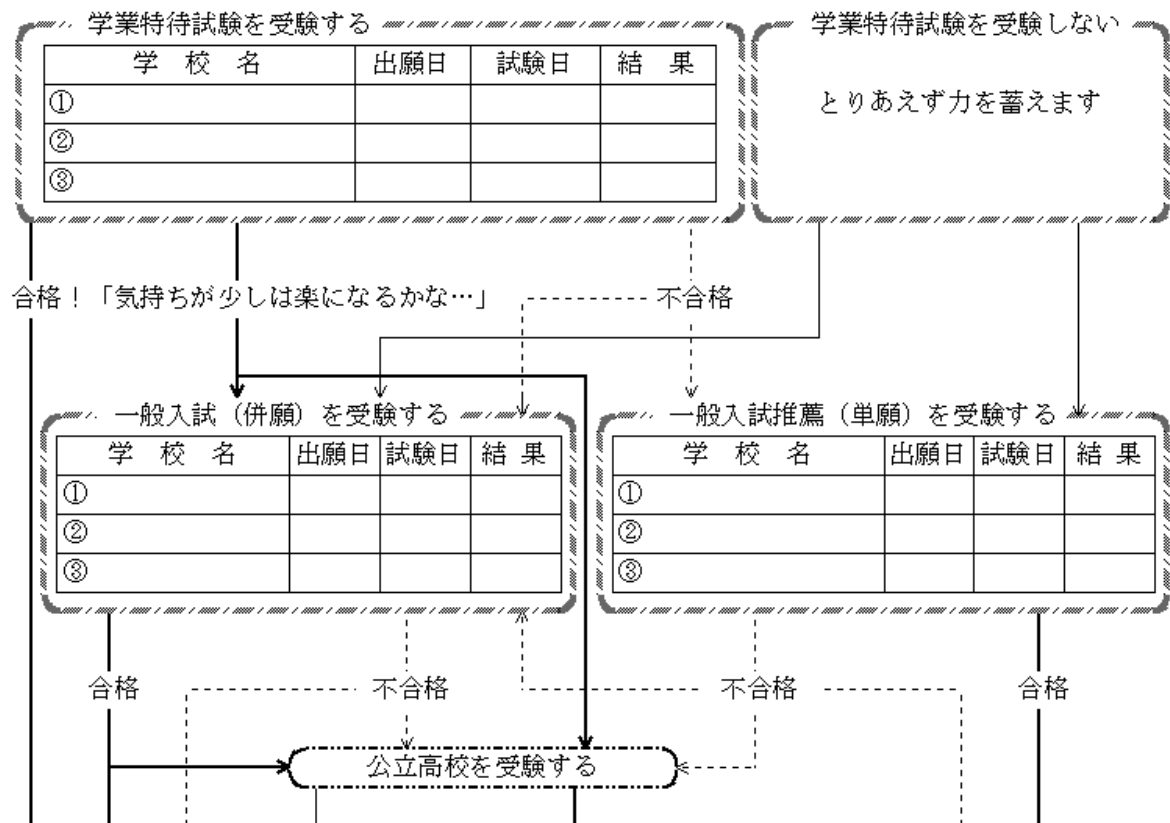 学業特待試験を受験する
学校名 出願日 試験日 結果
①
②
③
学業特待試験を受験しない
とりあえず力を蓄えます
合格！「気持ちが少しは楽になるかな…」
不合格
一般入試（併願）を受験する
学校名 出願日 試験日 結果
①
②
③
一般入試推薦（単願）を受験する
学校名 出願日 試験日 結果
①
②
③
合格
不合格
不合格
合格
公立高校を受験する